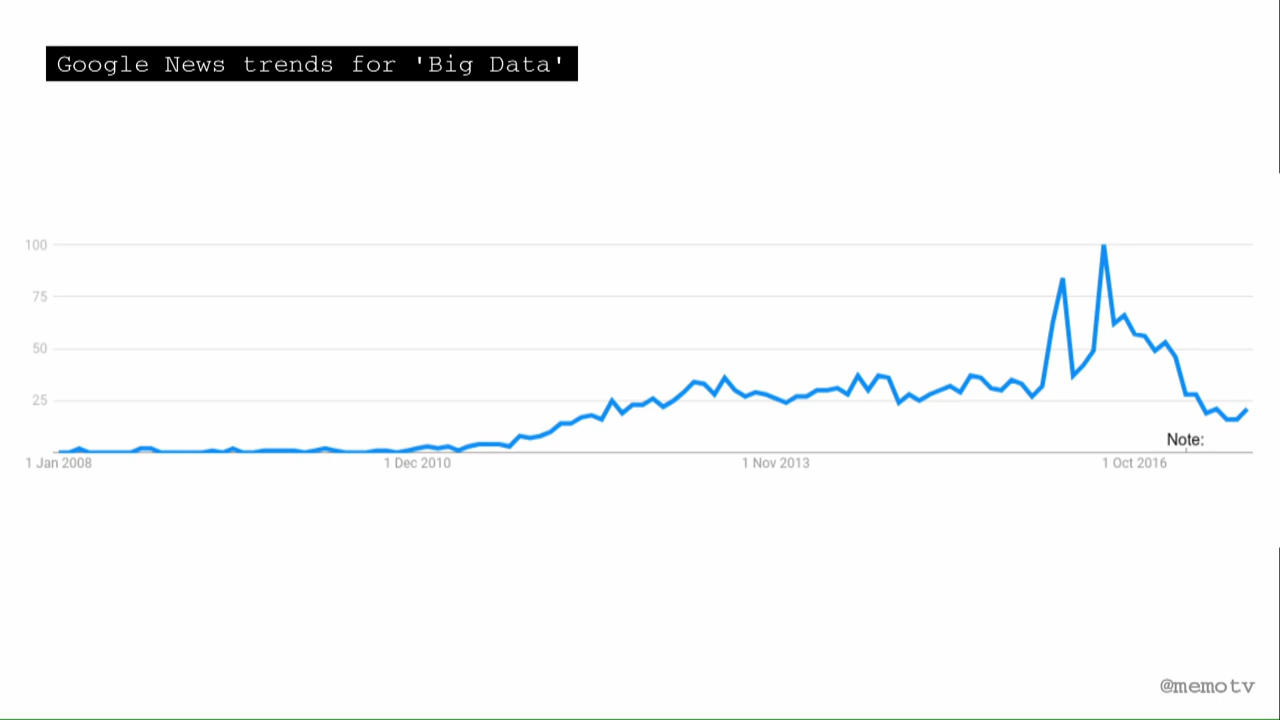 Google News trends for 'Big Data'
100
75
50
25
Note:
1 Jan 2008
1 Dec 2010
1 Nov 2013
1 Oct 2016
@memotv